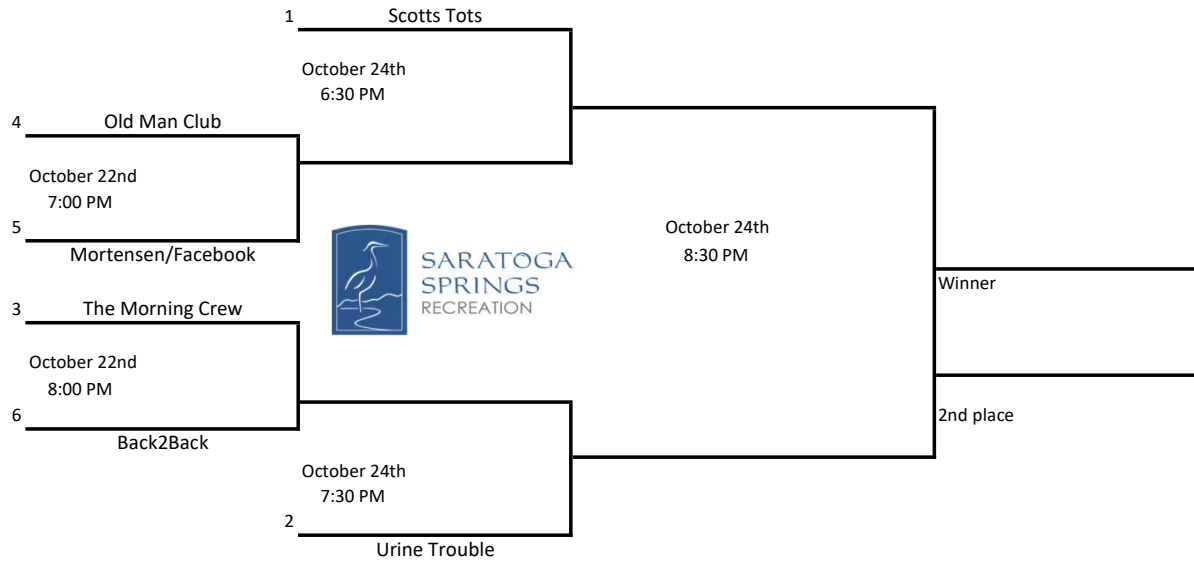 1
Scotts Tots
October 24th
6:30 PM
4
Old Man Club
October 22nd
7:00 PM
5
Mortensen/Facebook
SARATOGA
SPRINGS
RECREATION
October 24th
8:30 PM
Winner
3
The Morning Crew
October 22nd
8:00 PM
6
Back2Back
2nd place
October 24th
7:30 PM
2
Urine Trouble